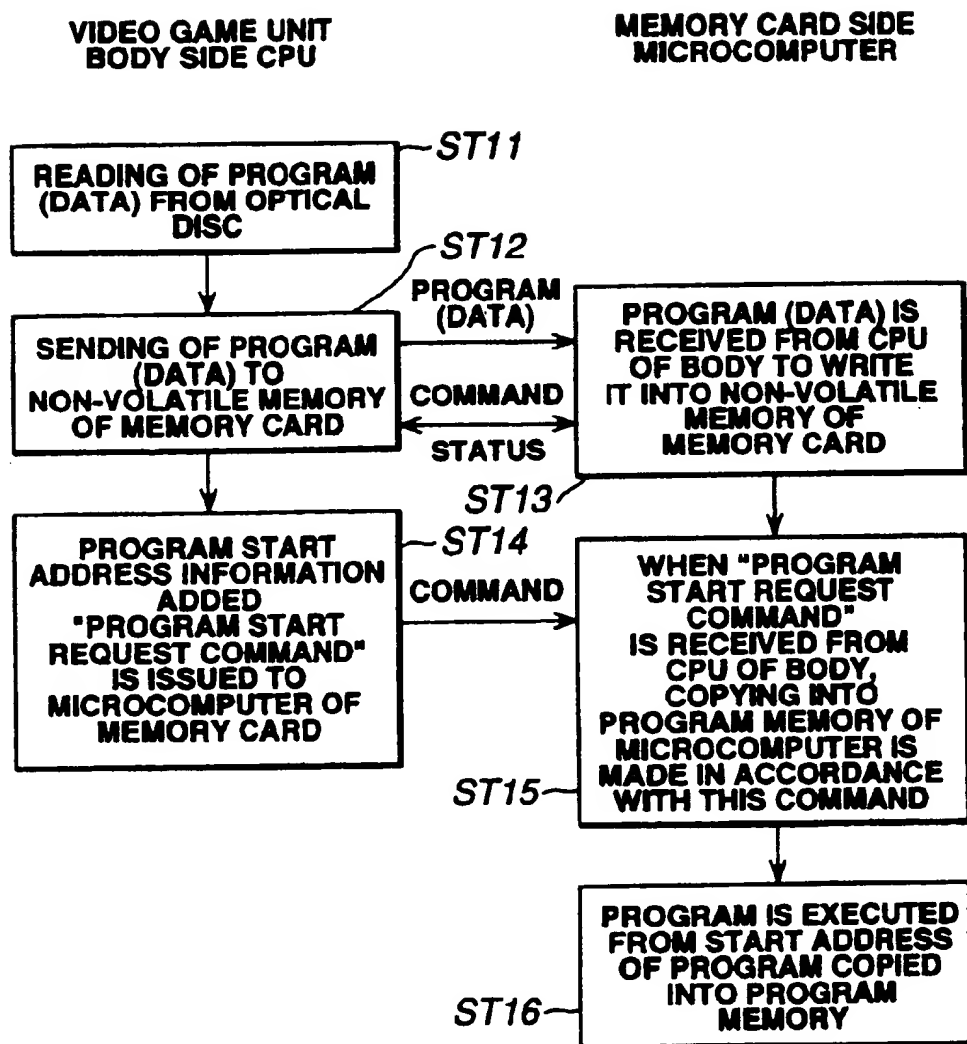 VIDEO GAME UNIT
BODY SIDE CPU
MEMORY CARD SIDE
MICROCOMPUTER
ST11
READING OF PROGRAM
(DATA) FROM OPTICAL
DISC
ST12
SENDING OF PROGRAM
(DATA) TO
NON-VOLATILE MEMORY
OF MEMORY CARD
PROGRAM
(DATA)
COMMAND
STATUS
PROGRAM (DATA) IS
RECEIVED FROM CPU
OF BODY TO WRITE
IT INTO NON-VOLATILE
MEMORY OF
MEMORY CARD
ST13
PROGRAM START
ADDRESS INFORMATION
ADDED
"PROGRAM START
REQUEST COMMAND"
IS ISSUED TO
MICROCOMPUTER OF
MEMORY CARD
ST14
COMMAND
WHEN "PROGRAM
START REQUEST
COMMAND"
IS RECEIVED FROM
CPU OF BODY,
COPYING INTO
PROGRAM MEMORY OF
MICROCOMPUTER IS
MADE IN ACCORDANCE
WITH THIS COMMAND
ST15
PROGRAM IS EXECUTED
FROM START ADDRESS
OF PROGRAM COPIED
INTO PROGRAM
MEMORY
ST16